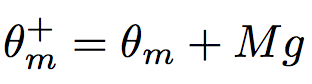 θ_m^+ = θ_m + Mg